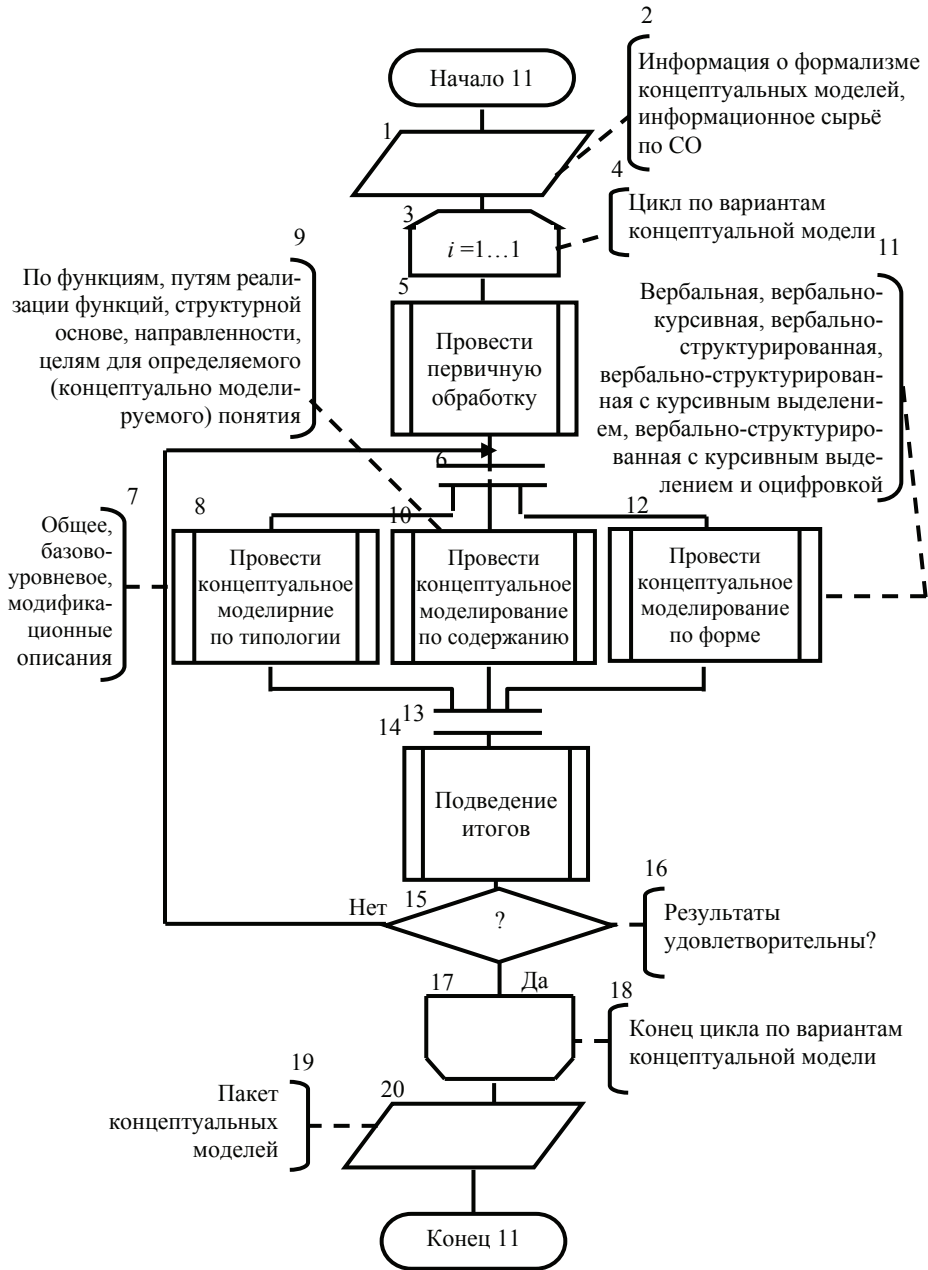 2
Начало 11
Информация о формализме
концептуальных моделей,
информационное сырьё
по СО
1
4
Цикл по вариантам
концептуальной модели
3
i =1…1
9
По функциям, путям реали-
зации функций, структурной
основе, направленности,
целям для определяемого
(концептуально модели-
руемого) понятия
5
Провести
первичную
обработку
11
Вербальная, вербально-
курсивная, вербально-
структурированная,
вербально-структурирован-
ная с курсивным выделени-
ем, вербально-структуриро-
ванная с курсивным выде-
лением и оцифровкой
6
7
Общее,
базово-
уровневое,
модифика-
ционные
описания
8
Провести
концептуальное
моделирние
по типологии
10
Провести
концептуальное
моделирование
по содержанию
12
Провести
концептуальное
моделирование
по форме
13
14
Подведение
итогов
15
Нет
?
16
Результаты
удовлетворительны?
Да
17
18
Конец цикла по вариантам
концептуальной модели
19
Пакет
концептуальных
моделей
20
Конец 11